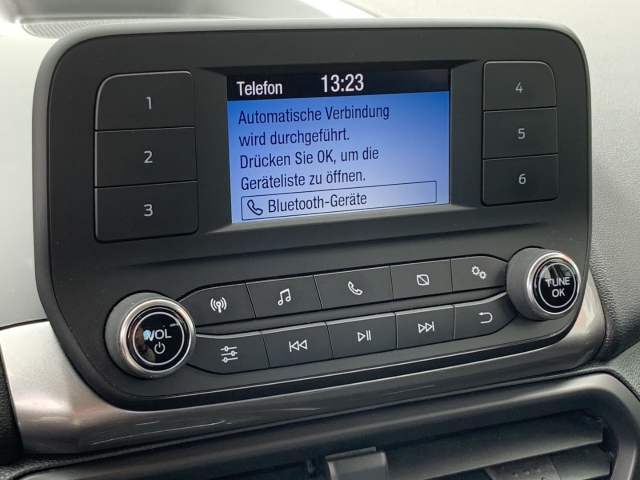 Telefon 13:23
Automatische Verbindung
wird durchgeführt.
Drücken Sie OK, um die
Geräteliste zu öffnen.
Bluetooth-Geräte
1
2
3
4
5
6
VOL
TUNE
OK